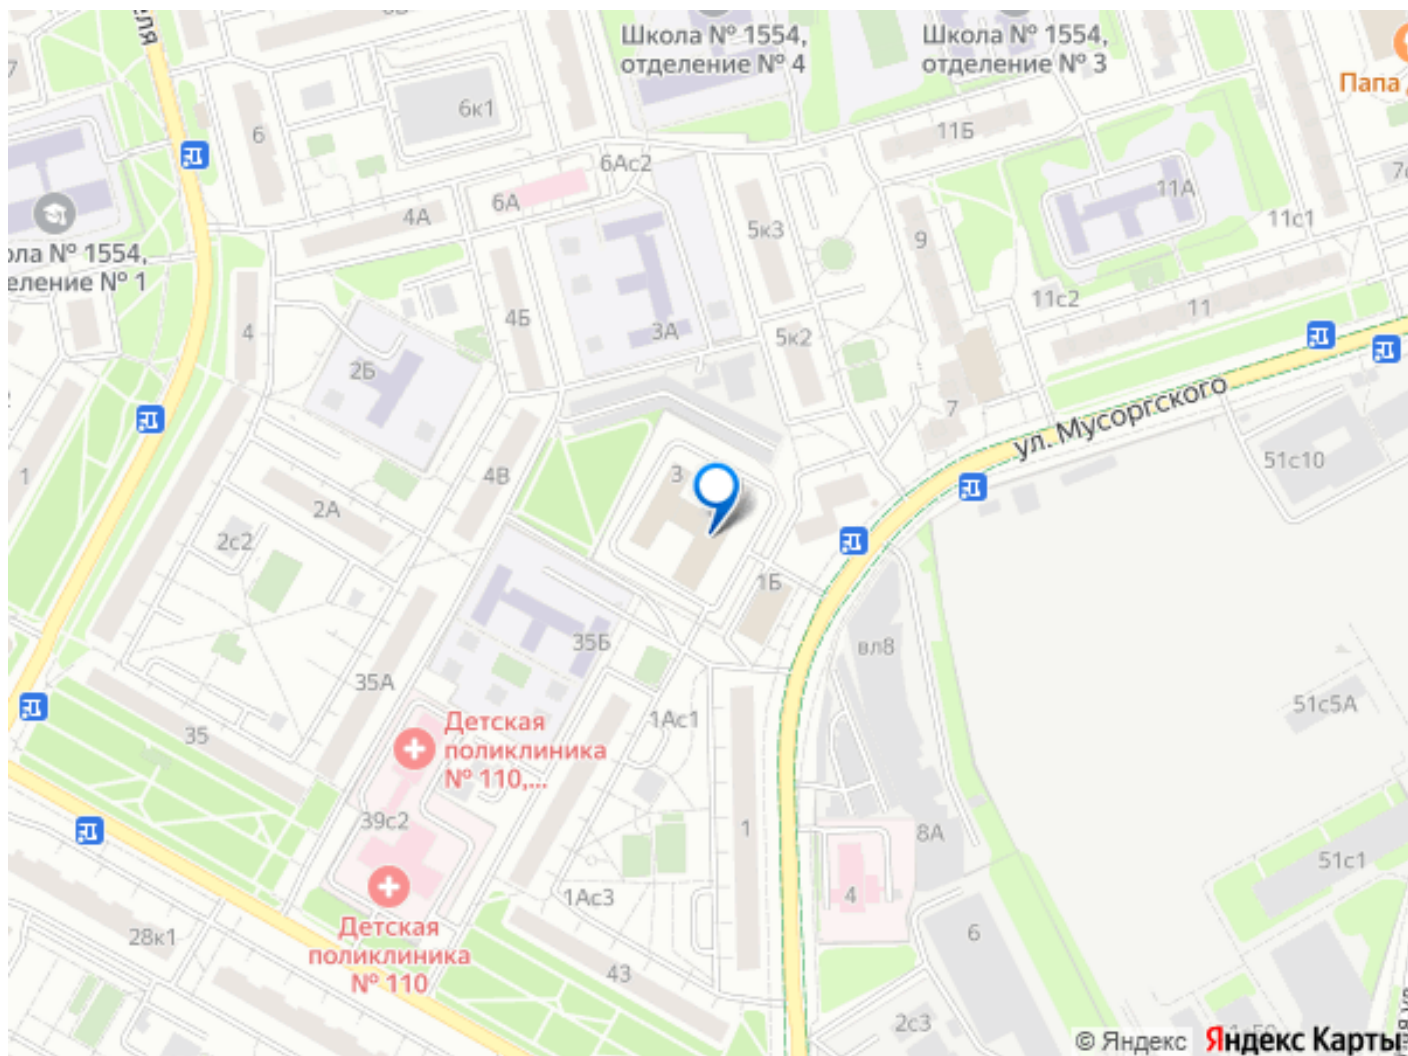 еля
6к1
6
Школа № 1554,
отделение № 4
Школа № 1554,
отделение № 3
Папа
11Б
6Ас2
6А
4А
5к3
9
11А
11с1
7с
ола № 1554,
еление № 1
4
4Б
3А
5к2
11с2
11
2Б
7
ул. Мусоргского
1
4В
3
51с10
2А
2с2
1Б
35Б
вл8
35А
35
1Ас1
51с5А
Детская
поликлиника
№ 110,...
39с2
1
8А
51с1
4
1Ас3
6
28к1
Детская
поликлиника
№ 110
43
2с3
© Яндекс
Яндекс Карты